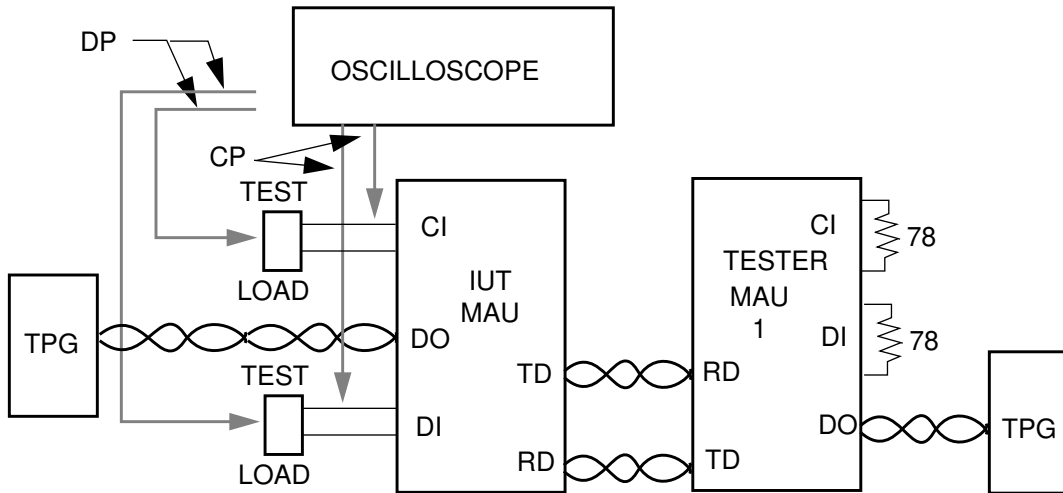 DP
OSCILLOSCOPE
CP
TEST
LOAD
CI
CI
78
IUT
MAU
TESTER
MAU
1
TPG
DO
DI
78
TEST
LOAD
TD
RD
DI
DO
TPG
RD
TD